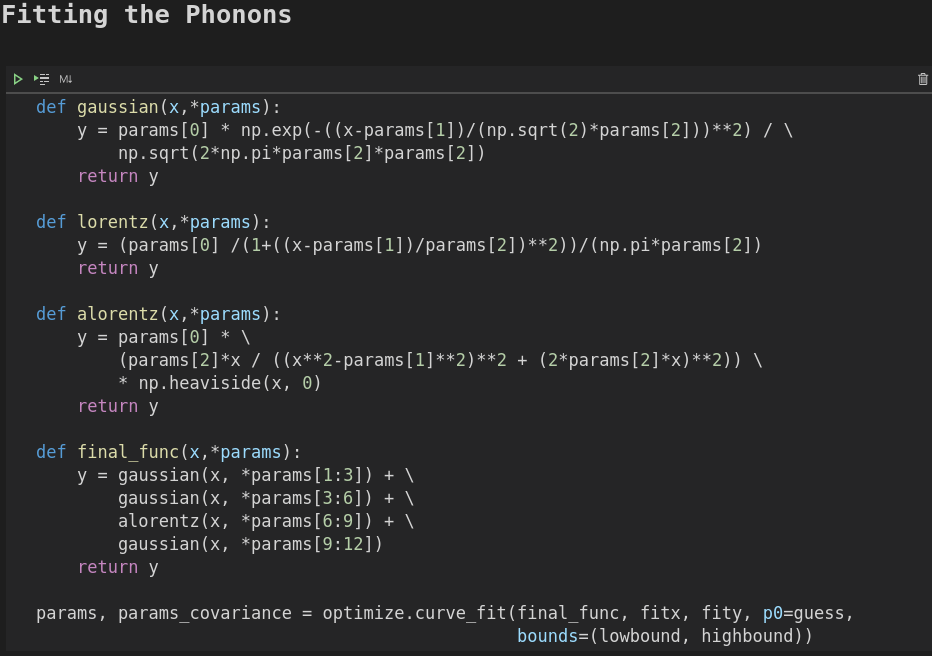 Fitting the Phonons
M↓
def gaussian(x,*params):
    y = params[0] * np.exp(-((x-params[1])/(np.sqrt(2)*params[2]))**2) / \
        np.sqrt(2*np.pi*params[2]*params[2])
    return y
def lorentz(x,*params):
    y = (params[0] /(1+((x-params[1])/params[2])**2))/(np.pi*params[2])
    return y
def alorentz(x,*params):
    y = params[0] * \
        (params[2]*x / ((x**2-params[1]**2)**2 + (2*params[2]*x)**2)) \
        * np.heaviside(x, 0)
    return y
def final_func(x,*params):
    y = gaussian(x, *params[1:3]) + \
        gaussian(x, *params[3:6]) + \
        alorentz(x, *params[6:9]) + \
        gaussian(x, *params[9:12])
    return y
params, params_covariance = optimize.curve_fit(final_func, fitx, fity, p0=guess,
                                               bounds=(lowbound, highbound))